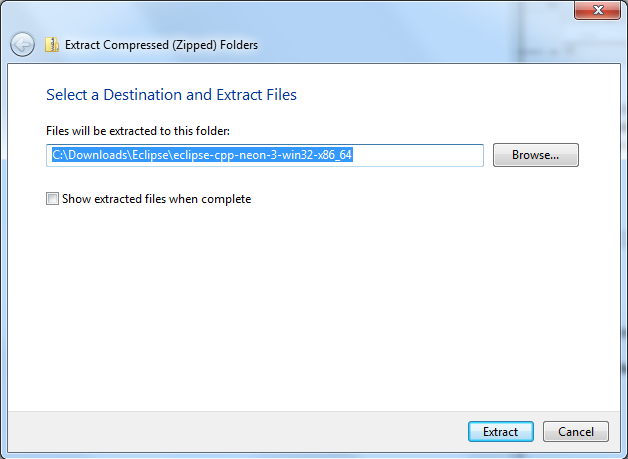 Extract Compressed (Zipped) Folders
Select a Destination and Extract Files
Files will be extracted to this folder:
C:\Downloads\Eclipse\eclipse-cpp-neon-3-win32-x86_64
Browse...
Show extracted files when complete
Extract
Cancel